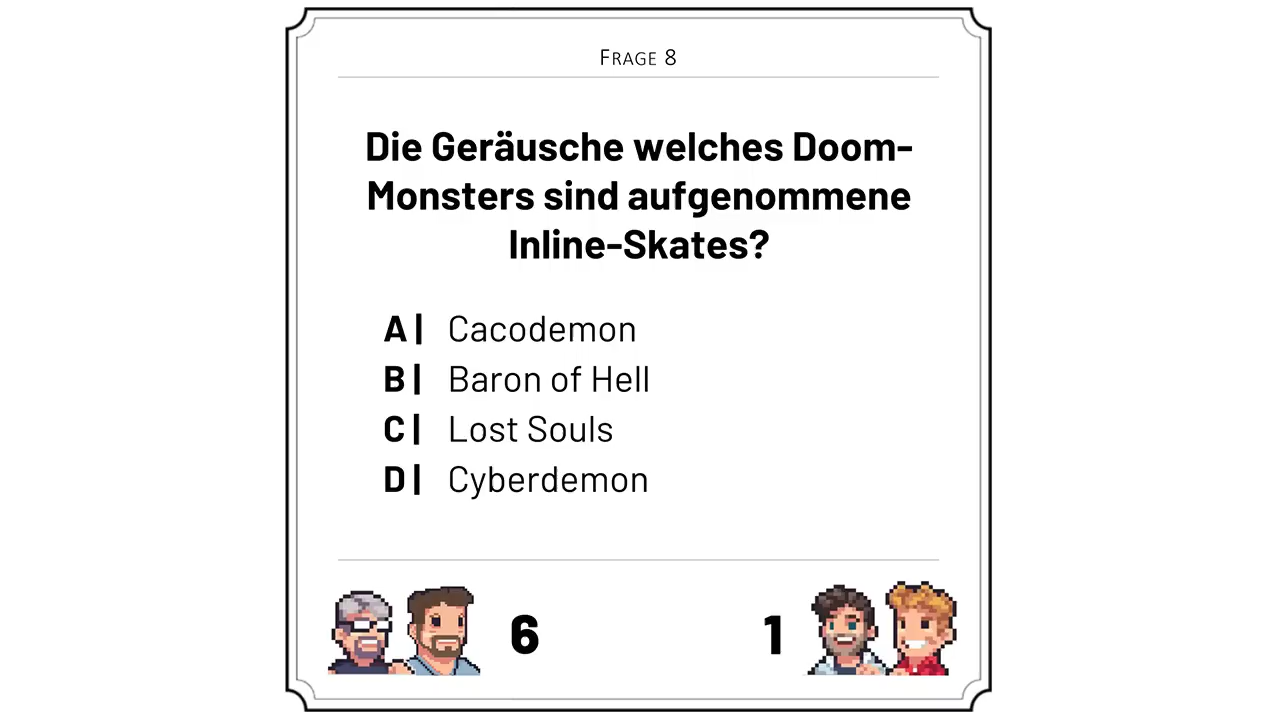 Frage 8
Die Geräusche welches Doom-
Monsters sind aufgenommene
Inline-Skates?
A | Cacodemon
B | Baron of Hell
C | Lost Souls
D | Cyberdemon
6
1